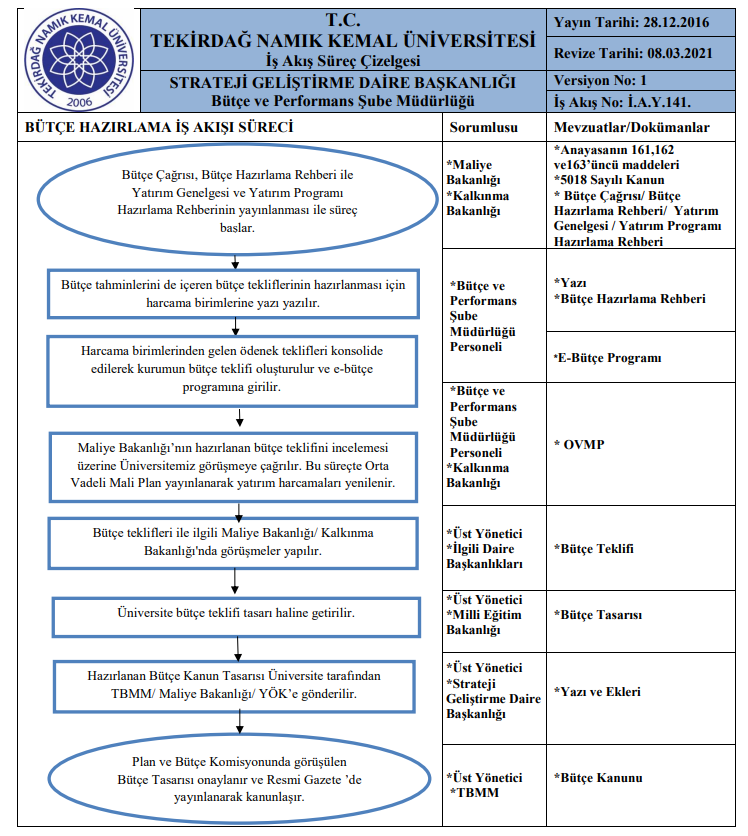 TEKİRDAĞ NAMIK KEMAL ÜNİVERSİTESİ
2006
T.C.
TEKİRDAĞ NAMIK KEMAL ÜNİVERSİTESİ
İş Akış Süreç Çizelgesi
STRATEJİ GELİŞTİRME DAİRE BAŞKANLIĞI
Bütçe ve Performans Şube Müdürlüğü
Yayın Tarihi: 28.12.2016
Revize Tarihi: 08.03.2021
Versiyon No: 1
İş Akış No: İ.A.Y.141.
BÜTÇE HAZIRLAMA İŞ AKIŞI SÜRECİ
Sorumlusu
Mevzuatlar/Dokümanlar
Bütçe Çağrısı, Bütçe Hazırlama Rehberi ile
Yatırım Genelgesi ve Yatırım Programı
Hazırlama Rehberinin yayınlanması ile süreç
başlar.
*Maliye
Bakanlığı
*Kalkınma
Bakanlığı
*Anayasanın 161,162
ve163’üncü maddeleri
*5018 Sayılı Kanun
* Bütçe Çağrısı/ Bütçe
Hazırlama Rehberi/ Yatırım
Genelgesi / Yatırım Programı
Hazırlama Rehberi
Bütçe tahminlerini de içeren bütçe tekliflerinin hazırlanması için
harcama birimlerine yazı yazılır.
*Bütçe ve
Performans
Şube
Müdürlüğü
Personeli
*Yazı
*Bütçe Hazırlama Rehberi
Harcama birimlerinden gelen ödenek teklifleri konsolide
edilerek kurumun bütçe teklifi oluşturulur ve e-bütçe
programına girilir.
*E-Bütçe Programı
Maliye Bakanlığı’nın hazırlanan bütçe teklifini incelemesi
üzerine Üniversitemiz görüşmeye çağrılır. Bu süreçte Orta
Vadeli Mali Plan yayınlanarak yatırım harcamaları yenilenir.
*Bütçe ve
Performans
Şube
Müdürlüğü
Personeli
*Kalkınma
Bakanlığı
* OVMP
Bütçe teklifleri ile ilgili Maliye Bakanlığı/ Kalkınma
Bakanlığı'nda görüşmeler yapılır.
*Üst Yönetici
*İlgili Daire
Başkanlıkları
*Bütçe Teklifi
Üniversite bütçe teklifi tasarı haline getirilir.
*Üst Yönetici
*Milli Eğitim
Bakanlığı
*Bütçe Tasarısı
Hazırlanan Bütçe Kanun Tasarısı Üniversite tarafından
TBMM/ Maliye Bakanlığı/ YÖK’e gönderilir.
*Üst Yönetici
*Strateji
Geliştirme Daire
Başkanlığı
*Yazı ve Ekleri
Plan ve Bütçe Komisyonunda görüşülen
Bütçe Tasarısı onaylanır ve Resmi Gazete ’de
yayınlanarak kanunlaşır.
*Üst Yönetici
*TBMM
*Bütçe Kanunu